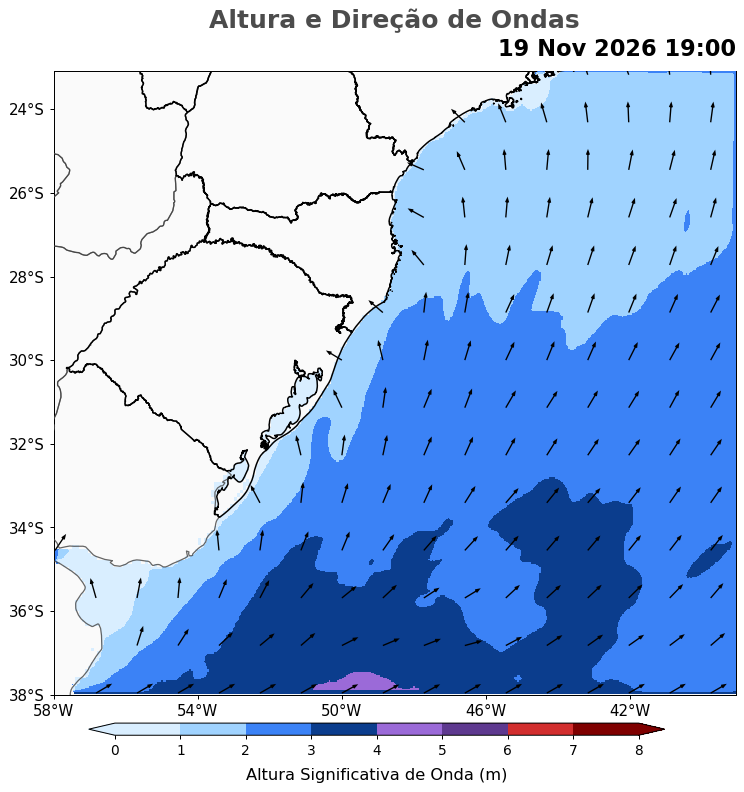 Altura e Direção de Ondas
19 Nov 2026 19:00
24°S
26°S
28°S
30°S
32°S
34°S
36°S
38°S
58°W 54°W 50°W 46°W 42°W
0 1 2 3 4 5 6 7 8
Altura Significativa de Onda (m)